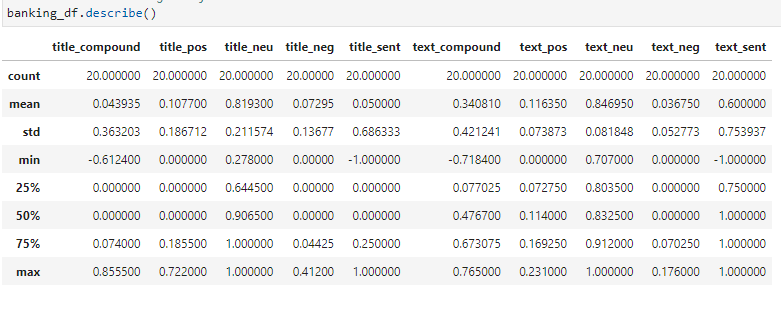 banking_df.describe()
title_compound title_pos title_neu title_neg title_sent text_compound text_pos text_neu text_neg text_sent
count 20.000000 20.000000 20.000000 20.00000 20.000000 20.000000 20.000000 20.000000 20.000000 20.000000
mean 0.043935 0.107700 0.819300 0.07295 0.050000 0.340810 0.116350 0.846950 0.036750 0.600000
std 0.363203 0.186712 0.211574 0.13677 0.686333 0.421241 0.073873 0.081848 0.052773 0.753937
min -0.612400 0.000000 0.278000 0.00000 -1.000000 -0.718400 0.000000 0.707000 0.000000 -1.000000
25% 0.000000 0.000000 0.644500 0.00000 0.000000 0.077025 0.072750 0.803500 0.000000 0.750000
50% 0.000000 0.000000 0.906500 0.00000 0.000000 0.476700 0.114000 0.832500 0.000000 1.000000
75% 0.074000 0.185500 1.000000 0.04425 0.250000 0.673075 0.169250 0.912000 0.070250 1.000000
max 0.855500 0.722000 1.000000 0.41200 1.000000 0.765000 0.231000 1.000000 0.176000 1.000000